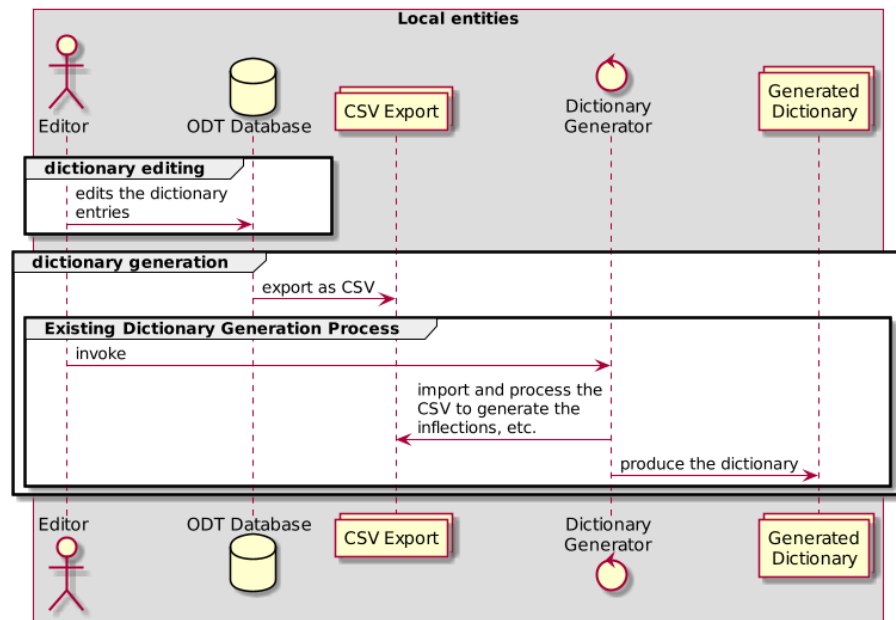 Local entities
Editor
ODT Database
CSV Export
Dictionary
Generator
Generated
Dictionary
dictionary editing
edits the dictionary
entries
dictionary generation
export as CSV
Existing Dictionary Generation Process
invoke
import and process the
CSV to generate the
inflections, etc.
produce the dictionary
Editor
ODT Database
CSV Export
Dictionary
Generator
Generated
Dictionary